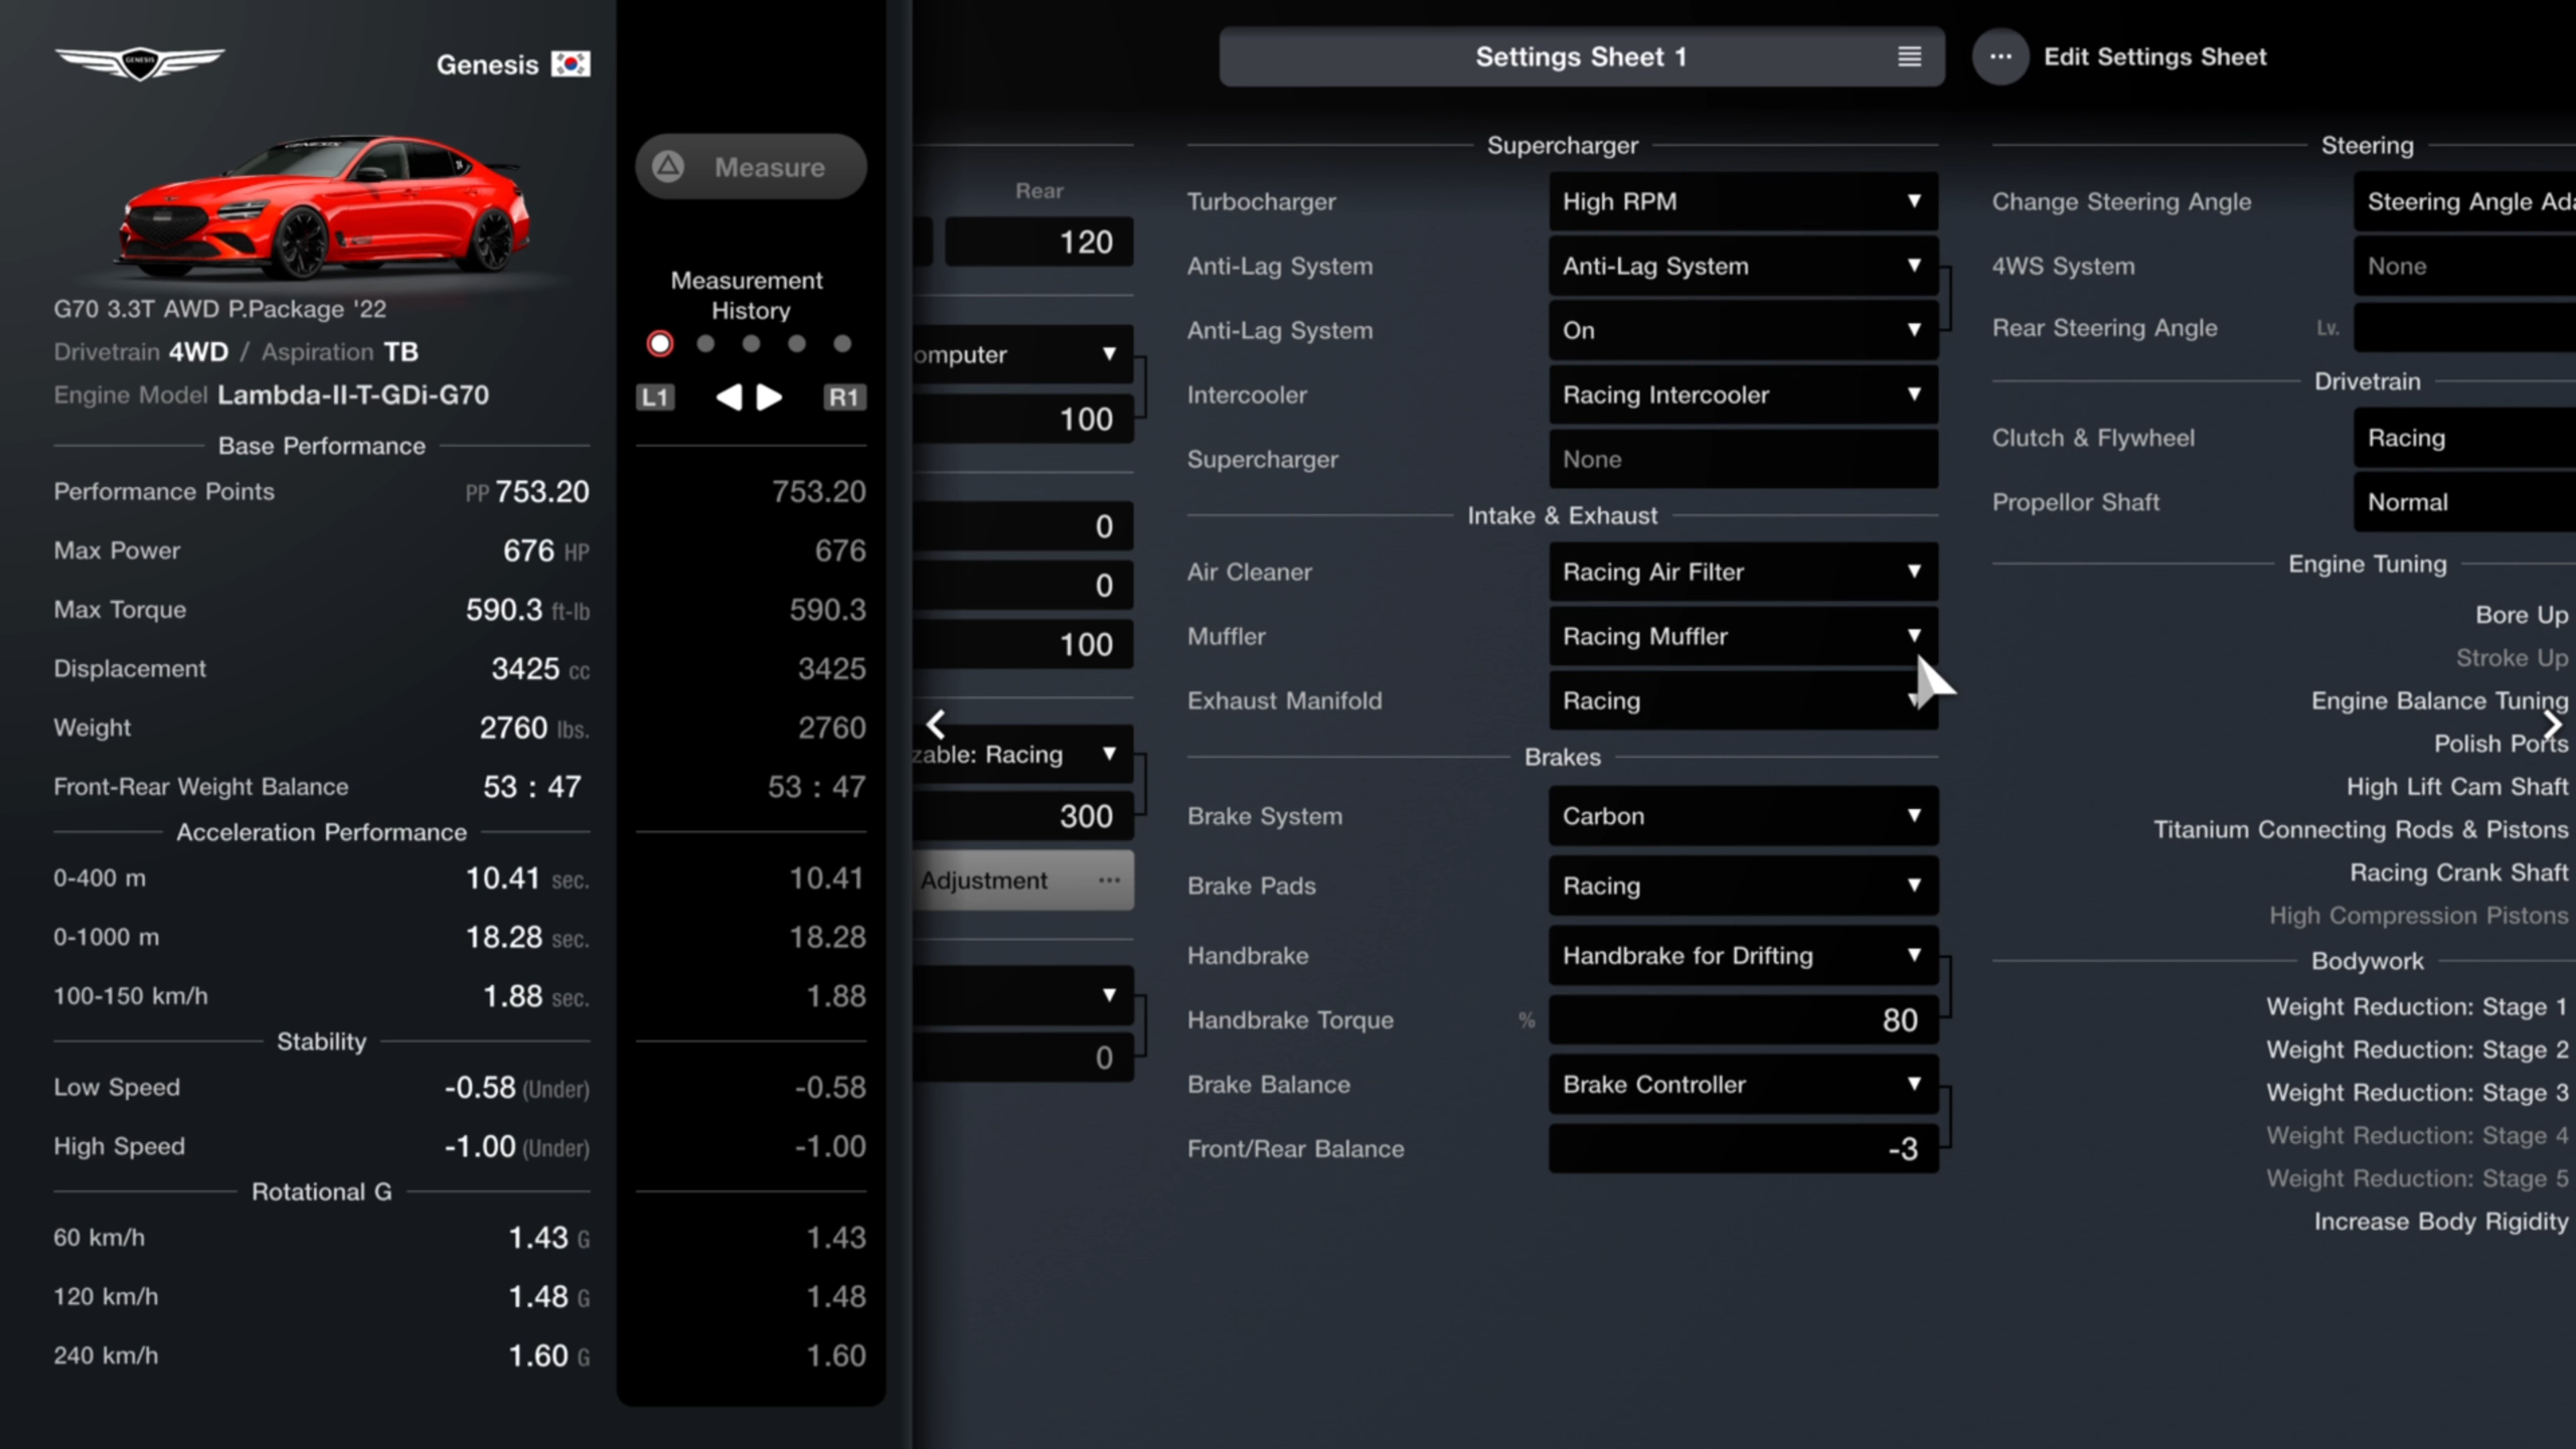 GENESIS
Genesis
G70 3.3T AWD P.Package '22
Drivetrain 4WD / Aspiration TB
Engine Model Lambda-II-T-GDi-G70
Base Performance
Performance Points PP 753.20
Max Power 676 HP
Max Torque 590.3 ft-lb
Displacement 3425 cc
Weight 2760 lbs.
Front-Rear Weight Balance 53 : 47
Acceleration Performance
0-400 m 10.41 sec.
0-1000 m 18.28 sec.
100-150 km/h 1.88 sec.
Stability
Low Speed -0.58 (Under)
High Speed -1.00 (Under)
Rotational G
60 km/h 1.43 G
120 km/h 1.48 G
240 km/h 1.60 G
Measure
Measurement
History
L1 R1
753.20
676
590.3
3425
2760
53 : 47
10.41
18.28
1.88
-0.58
-1.00
1.43
1.48
1.60
Rear
120
omputer
100
0
0
100
zable: Racing
300
Adjustment ...
0
Settings Sheet 1
... Edit Settings Sheet
Supercharger
Turbocharger High RPM
Anti-Lag System Anti-Lag System
Anti-Lag System On
Intercooler Racing Intercooler
Supercharger None
Intake & Exhaust
Air Cleaner Racing Air Filter
Muffler Racing Muffler
Exhaust Manifold Racing
Brakes
Brake System Carbon
Brake Pads Racing
Handbrake Handbrake for Drifting
Handbrake Torque % 80
Brake Balance Brake Controller
Front/Rear Balance -3
Steering
Change Steering Angle Steering Angle Ada
4WS System None
Rear Steering Angle Lv.
Drivetrain
Clutch & Flywheel Racing
Propellor Shaft Normal
Engine Tuning
Bore Up
Stroke Up
Engine Balance Tuning
Polish Ports
High Lift Cam Shaft
Titanium Connecting Rods & Pistons
Racing Crank Shaft
High Compression Pistons
Bodywork
Weight Reduction: Stage 1
Weight Reduction: Stage 2
Weight Reduction: Stage 3
Weight Reduction: Stage 4
Weight Reduction: Stage 5
Increase Body Rigidity